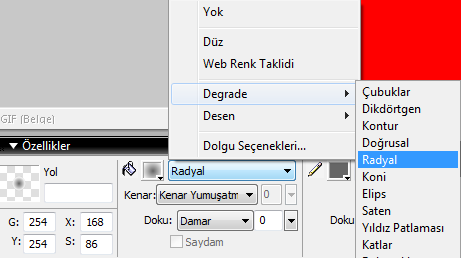 Yok
Düz
Web Renk Taklidi
Degrade
Desen
Dolgu Seçenekleri...
Çubuklar
Dikdörtgen
Kontur
Doğrusal
Radyal
Koni
Elips
Saten
Yıldız Patlaması
Katlar
GIF (Belge)
Özellikler
Yol
Radyal
Kenar: Kenar Yumuşatm 0
Doku: Damar 0
Saydam
G: 254 X: 168
Y: 254 S: 86
Doku